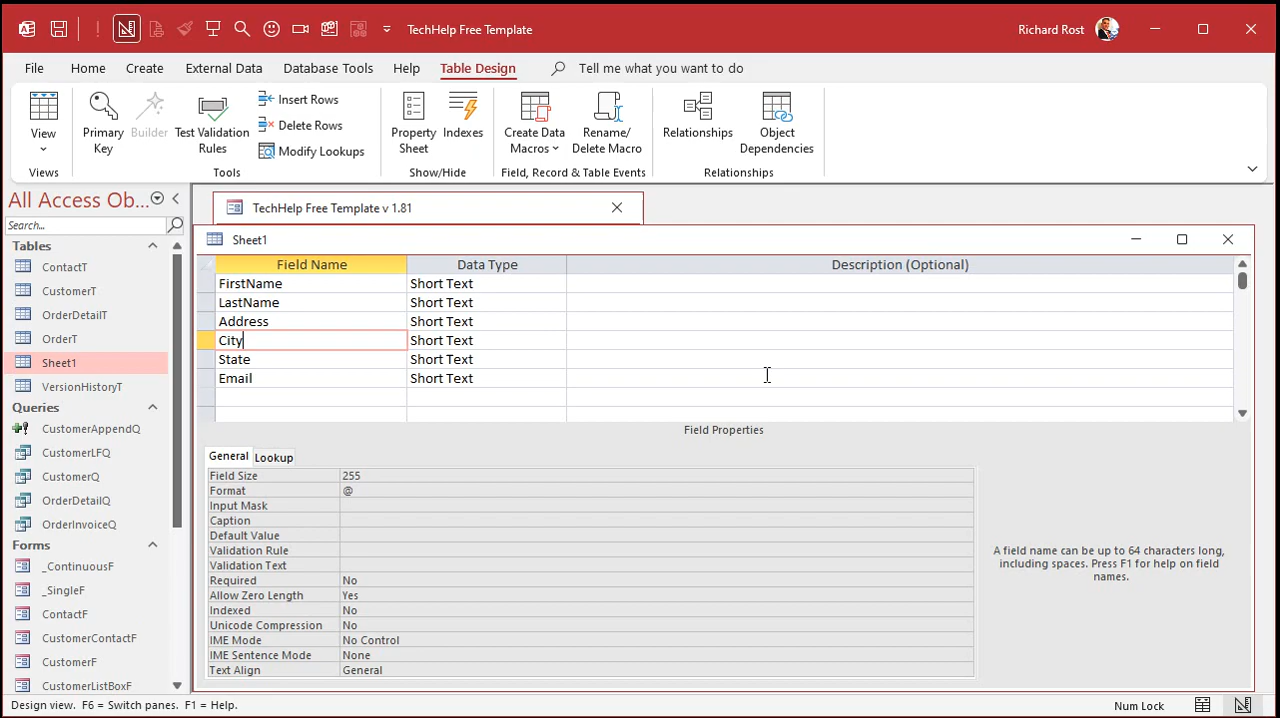 TechHelp Free Template
Richard Rost
File Home Create External Data Database Tools Help Table Design Tell me what you want to do
View
Primary Key
Builder
Test Validation Rules
Insert Rows
Delete Rows
Modify Lookups
Property Sheet
Indexes
Create Data Macros
Rename/ Delete Macro
Relationships
Object Dependencies
Views Tools Show/Hide Field, Record & Table Events Relationships
All Access Ob...
Search...
Tables
ContactT
CustomerT
OrderDetailT
OrderT
Sheet1
VersionHistoryT
Queries
CustomerAppendQ
CustomerLFQ
CustomerQ
OrderDetailQ
OrderInvoiceQ
Forms
_ContinuousF
_SingleF
ContactF
CustomerContactF
CustomerF
CustomerListBoxF
TechHelp Free Template v 1.81
Sheet1
Field Name Data Type Description (Optional)
FirstName Short Text
LastName Short Text
Address Short Text
City Short Text
State Short Text
Email Short Text
Field Properties
General Lookup
Field Size 255
Format @
Input Mask
Caption
Default Value
Validation Rule
Validation Text
Required No
Allow Zero Length Yes
Indexed No
Unicode Compression No
IME Mode No Control
IME Sentence Mode None
Text Align General
A field name can be up to 64 characters long,
including spaces. Press F1 for help on field
names.
Design view. F6 = Switch panes. F1 = Help.
Num Lock